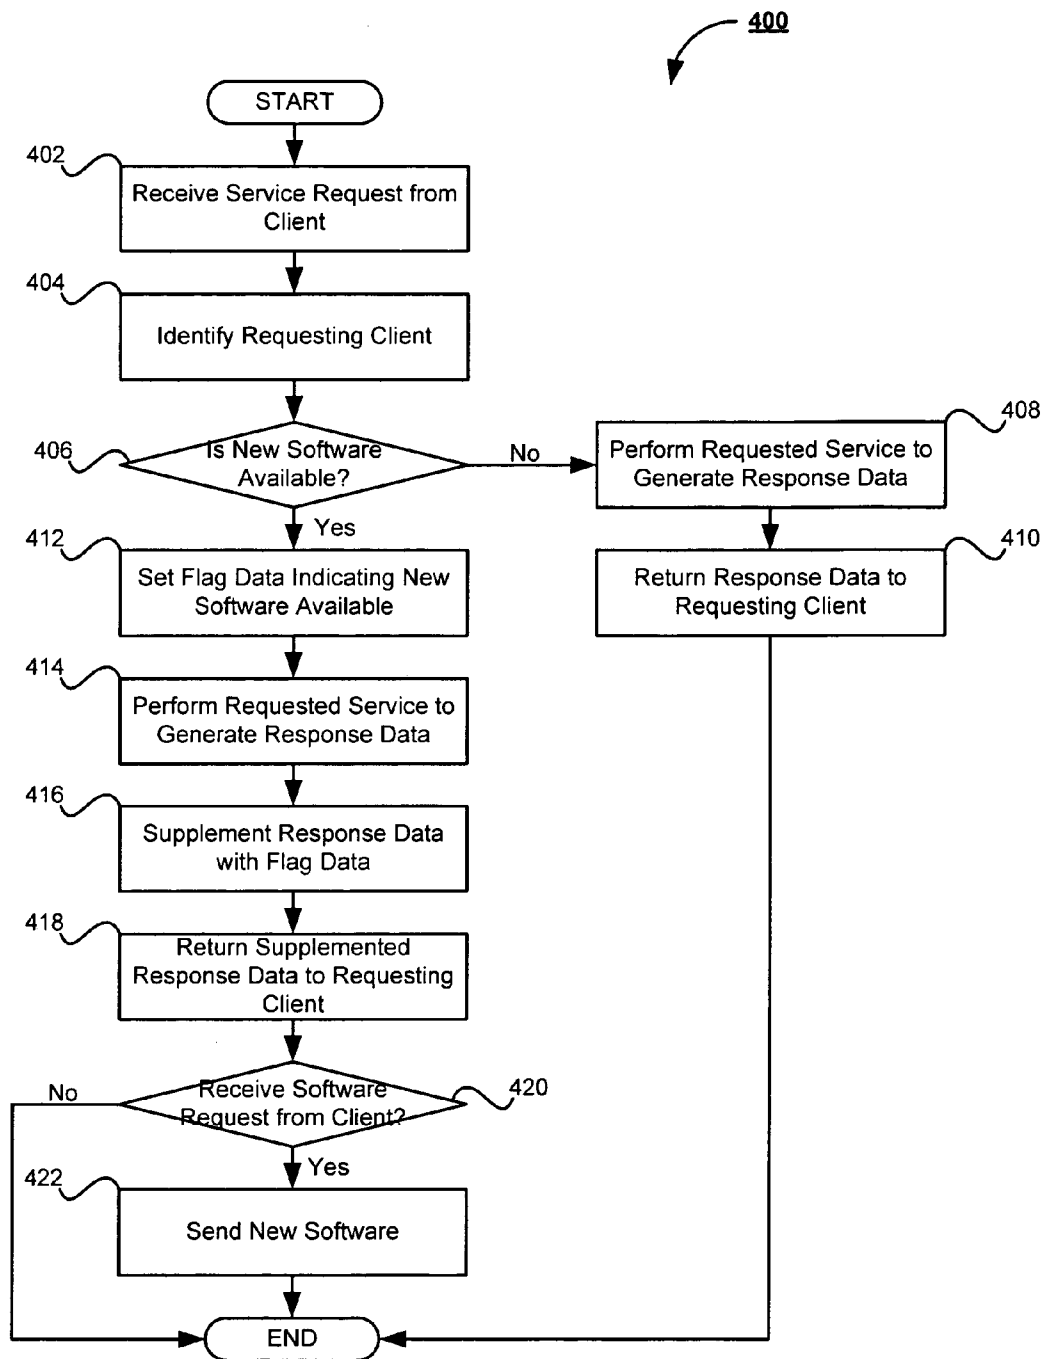 400
START
402
Receive Service Request from
Client
404
Identify Requesting Client
406
Is New Software
Available?
No
408
Perform Requested Service to
Generate Response Data
Yes
410
Return Response Data to
Requesting Client
412
Set Flag Data Indicating New
Software Available
414
Perform Requested Service to
Generate Response Data
416
Supplement Response Data
with Flag Data
418
Return Supplemented
Response Data to Requesting
Client
No
Receive Software
Request from Client?
420
Yes
422
Send New Software
END